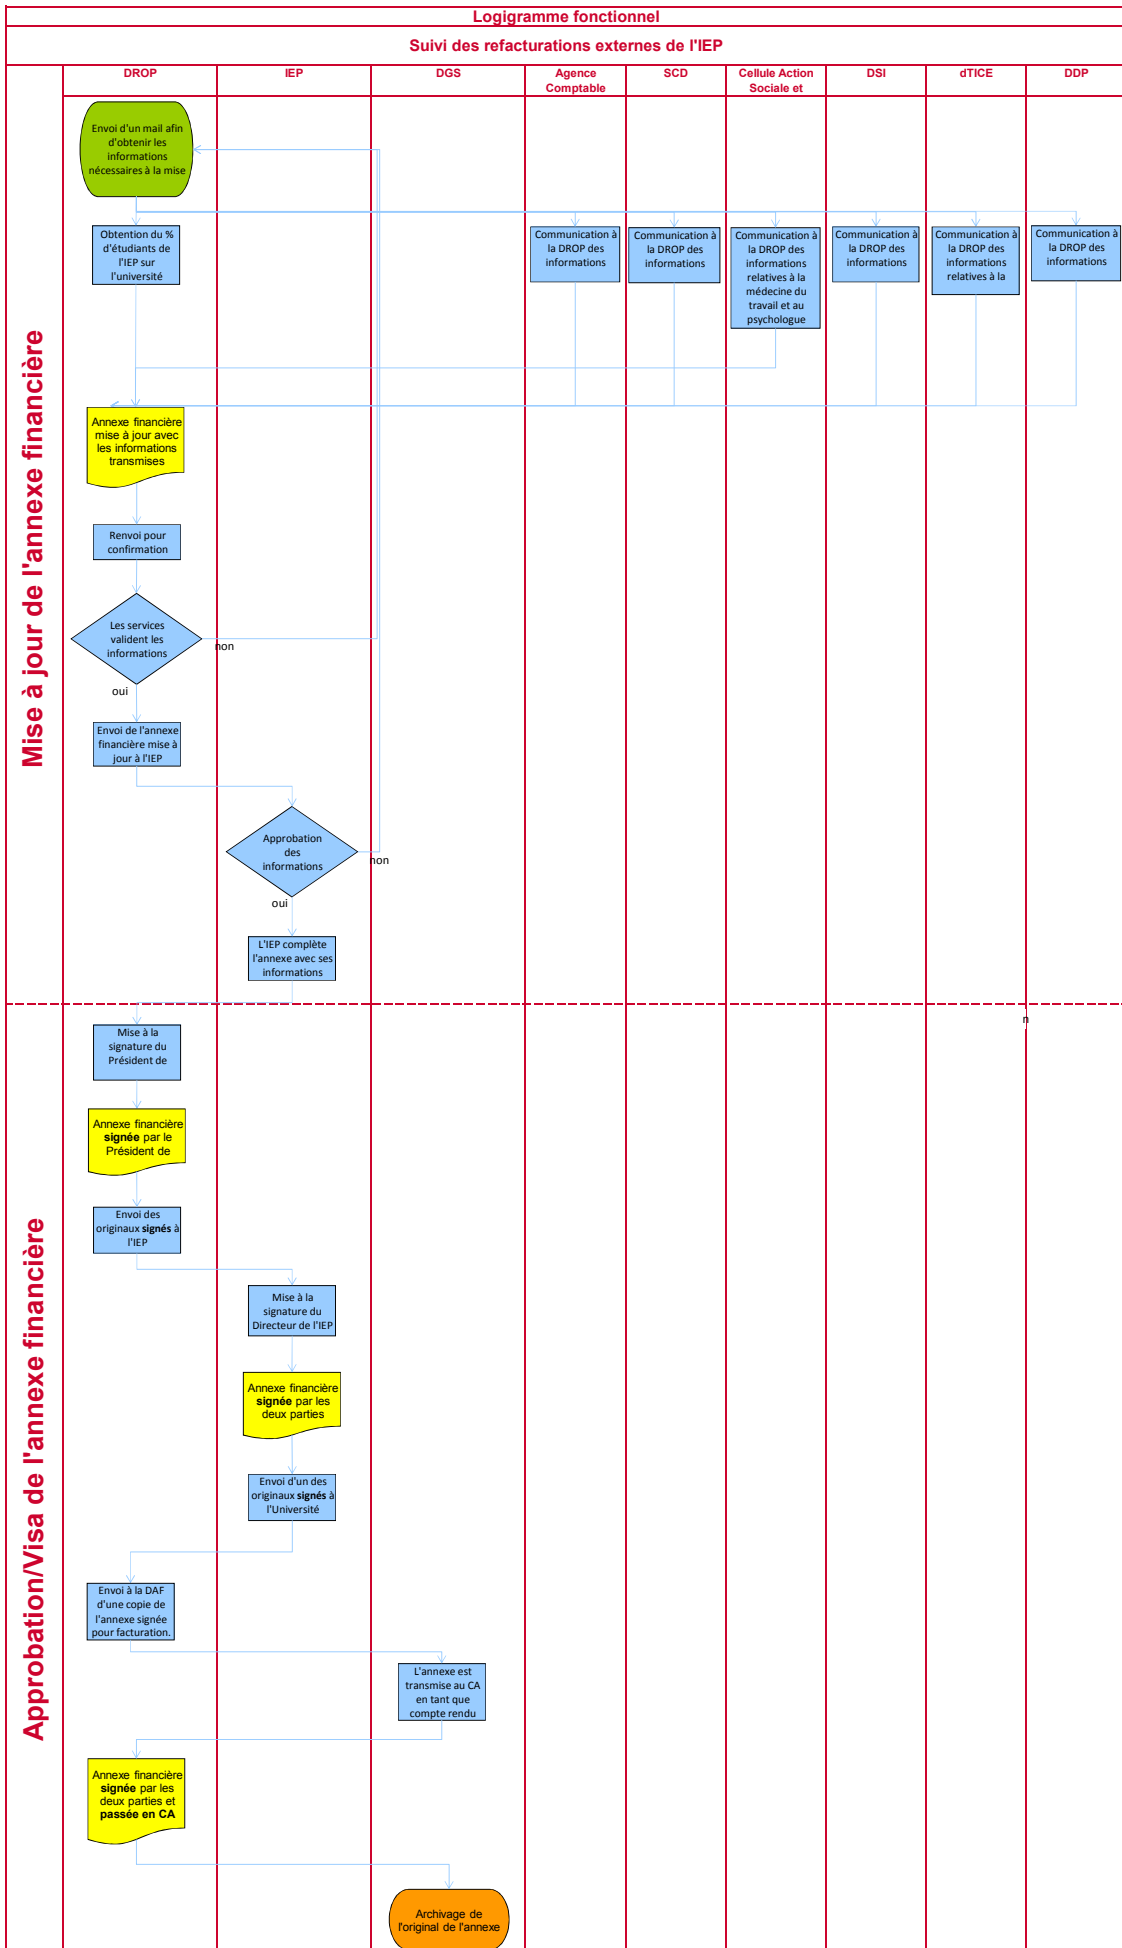 Logigramme fonctionnel
Suivi des refacturations externes de l'IEP
DROP
IEP
DGS
Agence
Comptable
SCD
Cellule Action
Sociale et
DSI
dTICE
DDP
Mise à jour de l'annexe financière
Envoi d'un mail afin
d'obtenir les
informations
nécessaires à la mise
Obtention du %
d'étudiants de
l'IEP sur
l'université
Communication à
la DROP des
informations
Communication à
la DROP des
informations
Communication à
la DROP des
informations
relatives à la
médecine du
travail et au
psychologue
Communication à
la DROP des
informations
Communication à
la DROP des
informations
relatives à la
Communication à
la DROP des
informations
Annexe financière
mise à jour avec
les informations
transmises
Renvoi pour
confirmation
Les services
valident les
informations
non
oui
Envoi de l'annexe
financière mise à
jour à l'IEP
Approbation
des
informations
non
oui
L'IEP complète
l'annexe avec ses
informations
Approbation/Visa de l'annexe financière
n
Mise à la
signature du
Président de
Annexe financière
signée par le
Président de
Envoi des
originaux signés à
l'IEP
Mise à la
signature du
Directeur de l'IEP
Annexe financière
signée par les
deux parties
Envoi d'un des
originaux signés à
l'Université
Envoi à la DAF
d'une copie de
l'annexe signée
pour facturation.
L'annexe est
transmise au CA
en tant que
compte rendu
Annexe financière
signée par les
deux parties et
passée en CA
Archivage de
l'original de l'annexe